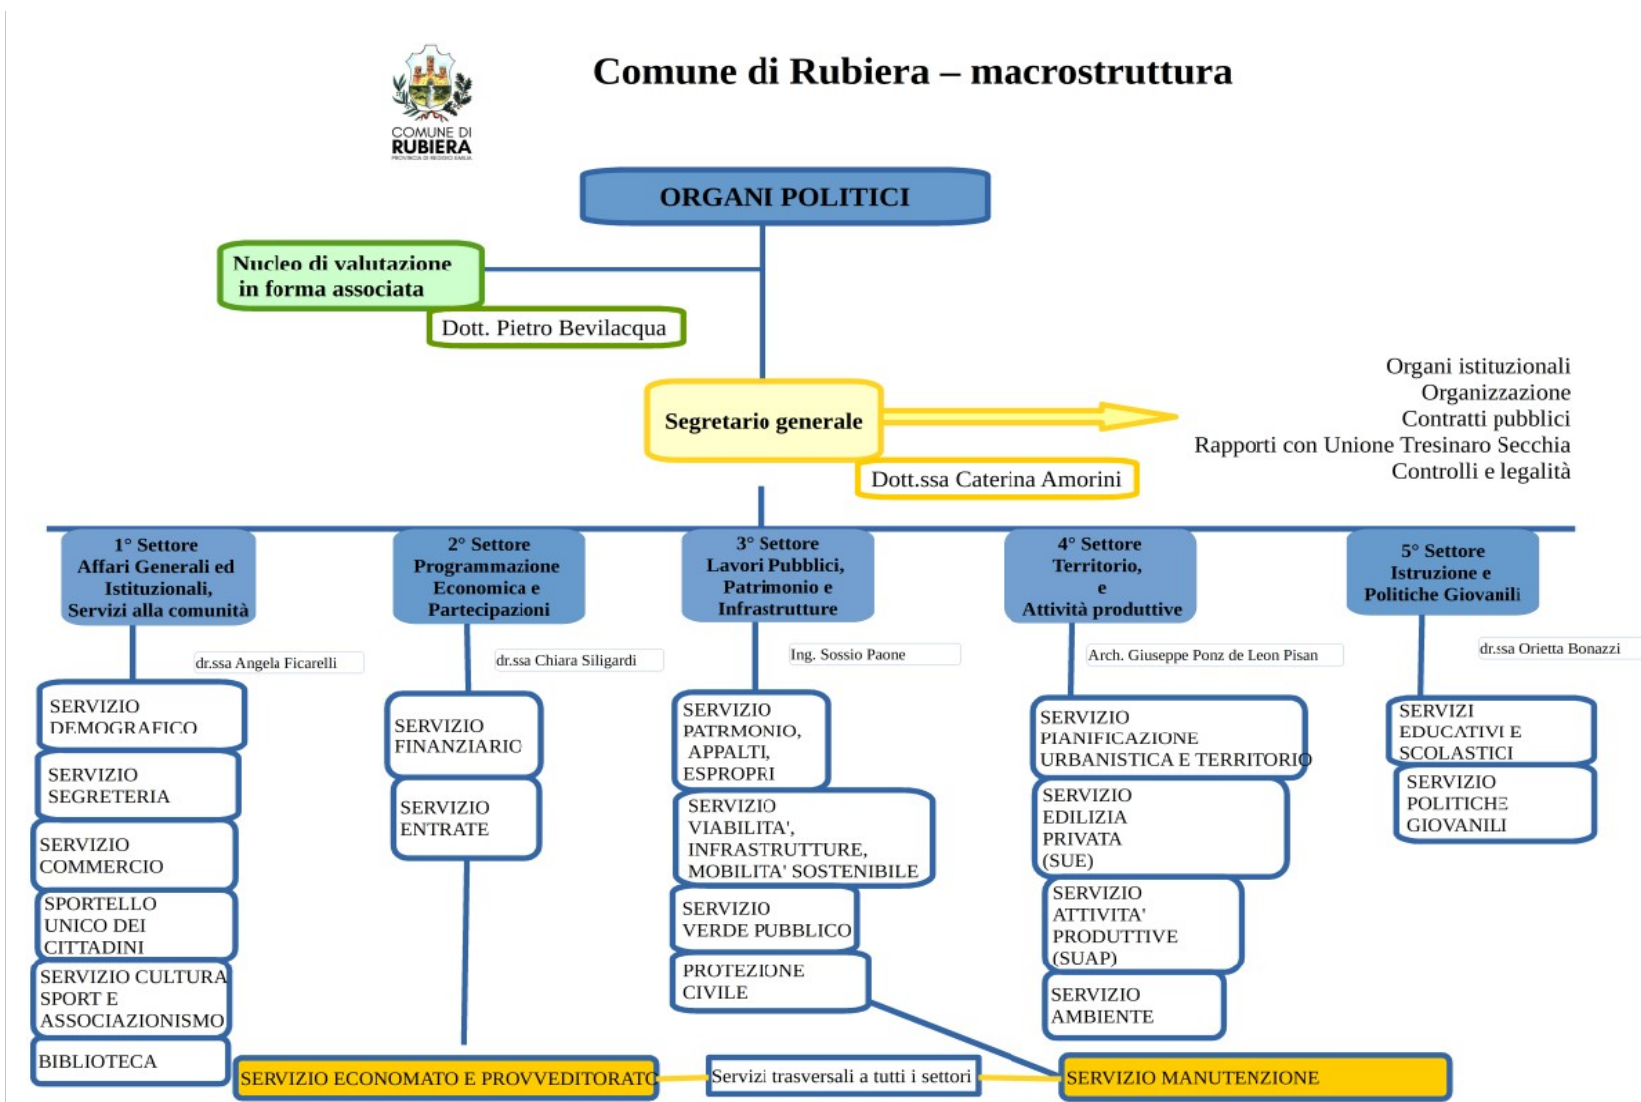 Comune di Rubiera – macrostruttura
COMUNE DI
RUBIERA
PROVINCIA DI REGGIO EMILIA
ORGANI POLITICI
Nucleo di valutazione
in forma associata
Dott. Pietro Bevilacqua
Organi istituzionali
Organizzazione
Contratti pubblici
Rapporti con Unione Tresinaro Secchia
Controlli e legalità
Segretario generale
Dott.ssa Caterina Amorini
1° Settore
Affari Generali ed
Istituzionali,
Servizi alla comunità
dr.ssa Angela Ficarelli
SERVIZIO
DEMOGRAFICO
SERVIZIO
SEGRETERIA
SERVIZIO
COMMERCIO
SPORTELLO
UNICO DEI
CITTADINI
SERVIZIO CULTURA
SPORT E
ASSOCIAZIONISMO
BIBLIOTECA
2° Settore
Programmazione
Economica e
Partecipazioni
dr.ssa Chiara Siligardi
SERVIZIO
FINANZIARIO
SERVIZIO
ENTRATE
3° Settore
Lavori Pubblici,
Patrimonio e
Infrastrutture
Ing. Sossio Paone
SERVIZIO
PATRMONIO,
APPALTI,
ESPROPRI
SERVIZIO
VIABILITA',
INFRASTRUTTURE,
MOBILITA' SOSTENIBILE
SERVIZIO
VERDE PUBBLICO
PROTEZIONE
CIVILE
4° Settore
Territorio,
e
Attività produttive
Arch. Giuseppe Ponz de Leon Pisan
SERVIZIO
PIANIFICAZIONE
URBANISTICA E TERRITORIO
SERVIZIO
EDILIZIA
PRIVATA
(SUE)
SERVIZIO
ATTIVITA'
PRODUTTIVE
(SUAP)
SERVIZIO
AMBIENTE
5° Settore
Istruzione e
Politiche Giovanili
dr.ssa Orietta Bonazzi
SERVIZI
EDUCATIVI E
SCOLASTICI
SERVIZIO
POLITICHE
GIOVANILI
SERVIZIO ECONOMATO E PROVVEDITORATO
Servizi trasversali a tutti i settori
SERVIZIO MANUTENZIONE